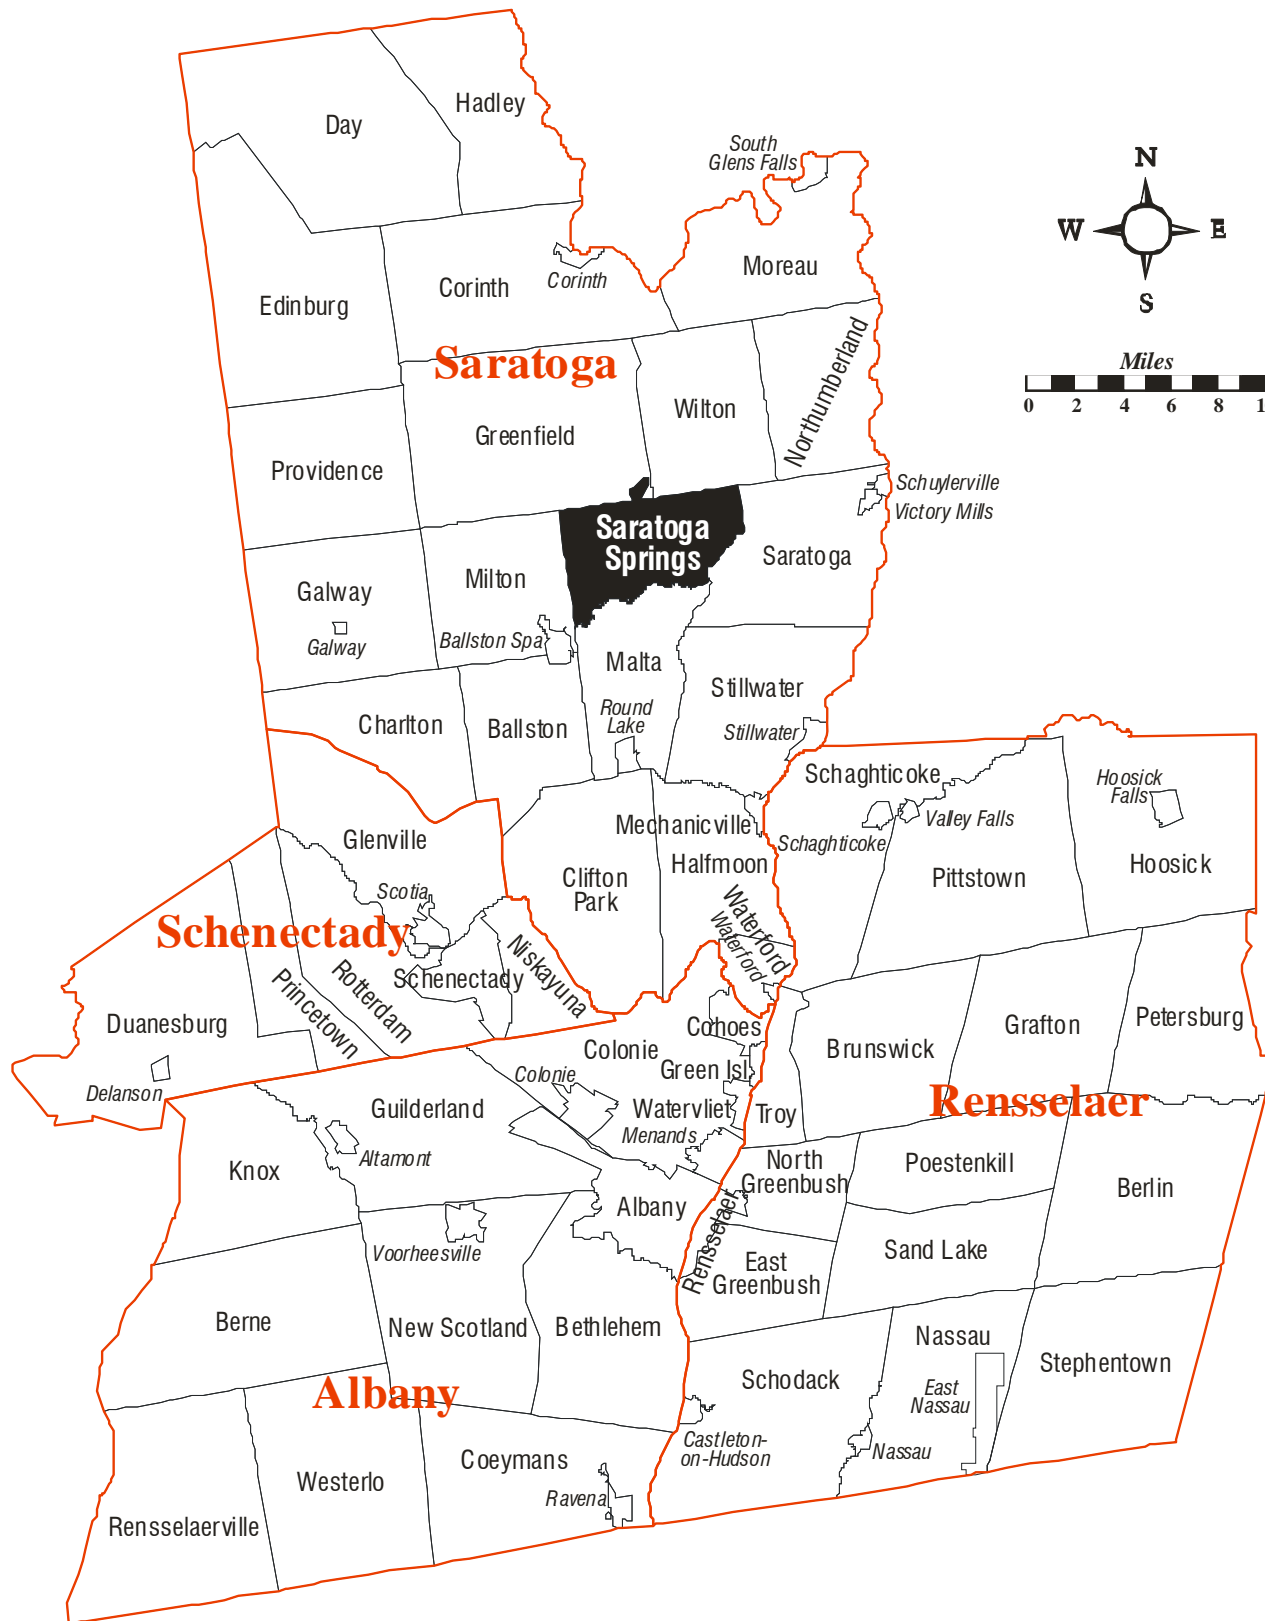 Hadley
Day
South
Glens Falls
N
W
E
S
Moreau
Corinth
Corinth
Edinburg
Saratoga
Northumberland
Miles
0 2 4 6 8 1
Wilton
Greenfield
Providence
Schuylerville
Victory Mills
Saratoga
Springs
Saratoga
Milton
Galway
Galway
Ballston Spa
Malta
Stillwater
Round
Lake
Charlton
Ballston
Stillwater
Schaghticoke
Hoosick
Falls
Mechanicville
Valley Falls
Schaghticoke
Glenville
Halfmoon
Hoosick
Clifton
Park
Pittstown
Scotia
Schenectady
Waterford
Waterford
Niskayuna
Rotterdam
Schenectady
Princetown
Duanesburg
Cohoes
Grafton
Petersburg
Colonie
Brunswick
Green Isl.
Colonie
Delanson
Guilderland
Watervliet
Troy
Rensselaer
Menands
Altamont
Knox
North
Greenbush
Poestenkill
Berlin
Albany
Rensselaer
Voorheesville
Sand Lake
East
Greenbush
Berne
New Scotland
Bethlehem
Nassau
Stephentown
Schodack
East
Nassau
Albany
Castleton-
on-Hudson
Nassau
Coeymans
Westerlo
Ravena
Rensselaerville